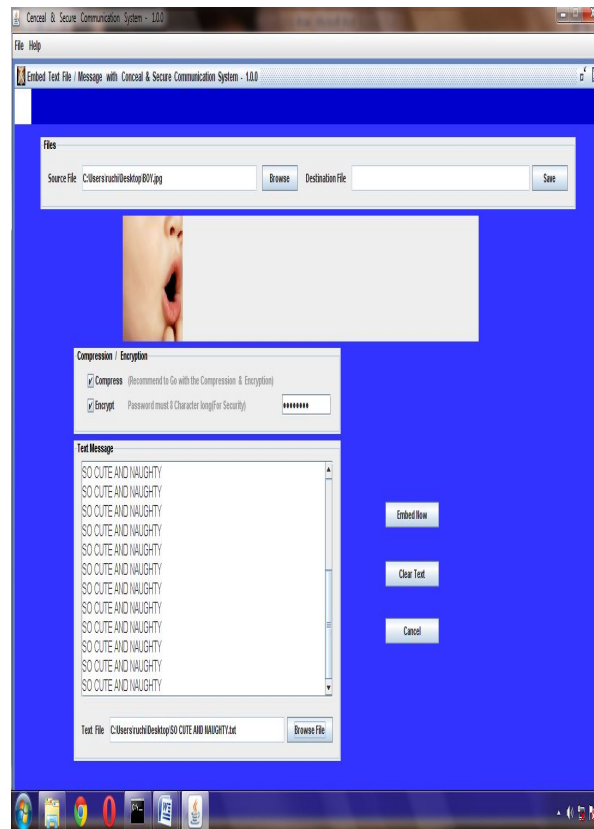 Cenceal & Secure Communication System - 1.0.0
File Help
Embed Text File / Message with Conceal & Secure Communication System - 1.0.0
Files
Source File C:\Users\ruchi\Desktop\BOY.jpg Browse Destination File Save
Compression / Encryption
Compress (Recommend to Go with the Compression & Encryption)
Encrypt Password must 8 Character long(For Security) ********
Text Message
SO CUTE AND NAUGHTY
SO CUTE AND NAUGHTY
SO CUTE AND NAUGHTY
SO CUTE AND NAUGHTY
SO CUTE AND NAUGHTY
SO CUTE AND NAUGHTY
SO CUTE AND NAUGHTY
SO CUTE AND NAUGHTY
SO CUTE AND NAUGHTY
SO CUTE AND NAUGHTY
SO CUTE AND NAUGHTY
SO CUTE AND NAUGHTY
Embed Now
Clear Text
Cancel
Text File C:\Users\ruchi\Desktop\SO CUTE AND NAUGHTY.txt Browse File